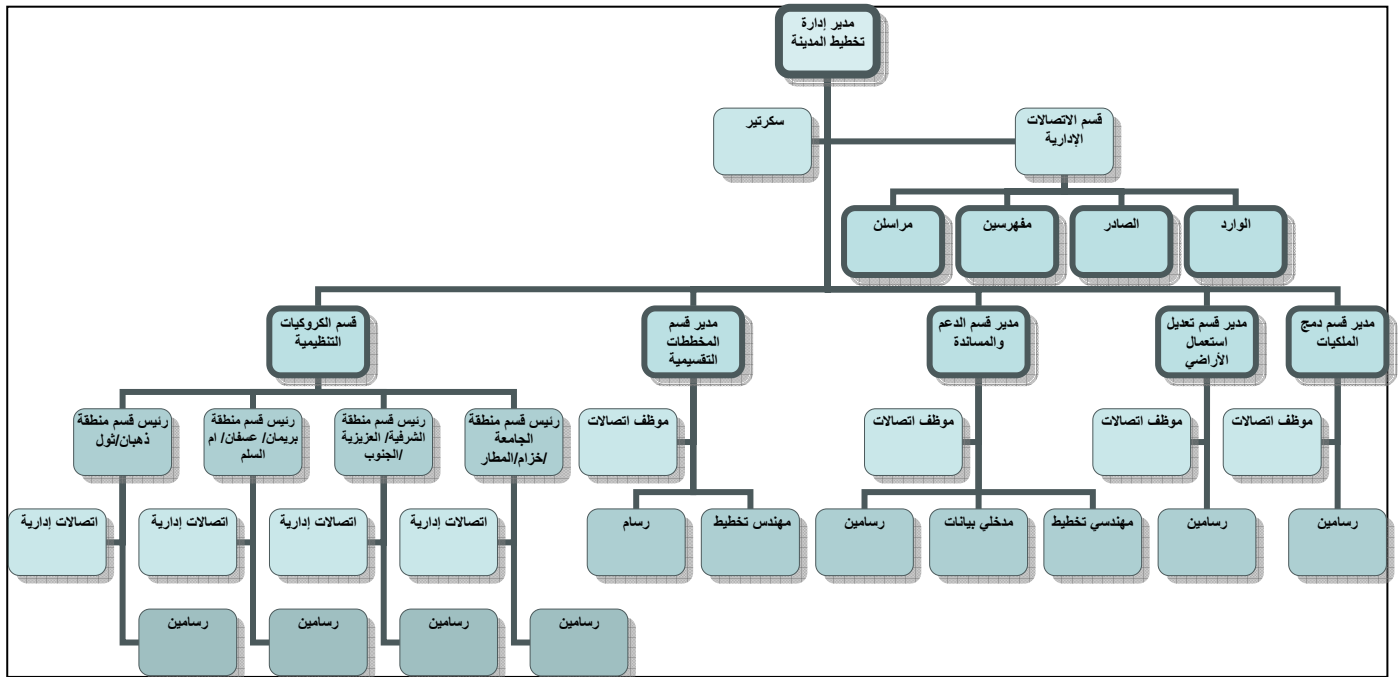 مدير إدارة
تخطيط المدينة
قسم الاتصالات
الإدارية
سكرتير
الوارد
الصادر
مفهرسين
مراسلن
مدير قسم دمج
الملكيات
مدير قسم تعديل
استعمال
الأراضي
مدير قسم الدعم
والمساندة
مدير قسم
المخططات
التقسيمية
قسم الكروكيات
التنظيمية
موظف اتصالات
موظف اتصالات
موظف اتصالات
موظف اتصالات
رئيس قسم منطقة
الجامعة
/خزام/المطار
رئيس قسم منطقة
الشرفية/ العزيزية
/الجنوب
رئيس قسم منطقة
بريمان/ عسفان/ ام
السلم
رئيس قسم منطقة
ذهبان/ثول
رسامين
رسامين
مهندسي تخطيط
مدخلي بيانات
رسامين
مهندس تخطيط
رسام
اتصالات إدارية
اتصالات إدارية
اتصالات إدارية
اتصالات إدارية
رسامين
رسامين
رسامين
رسامين